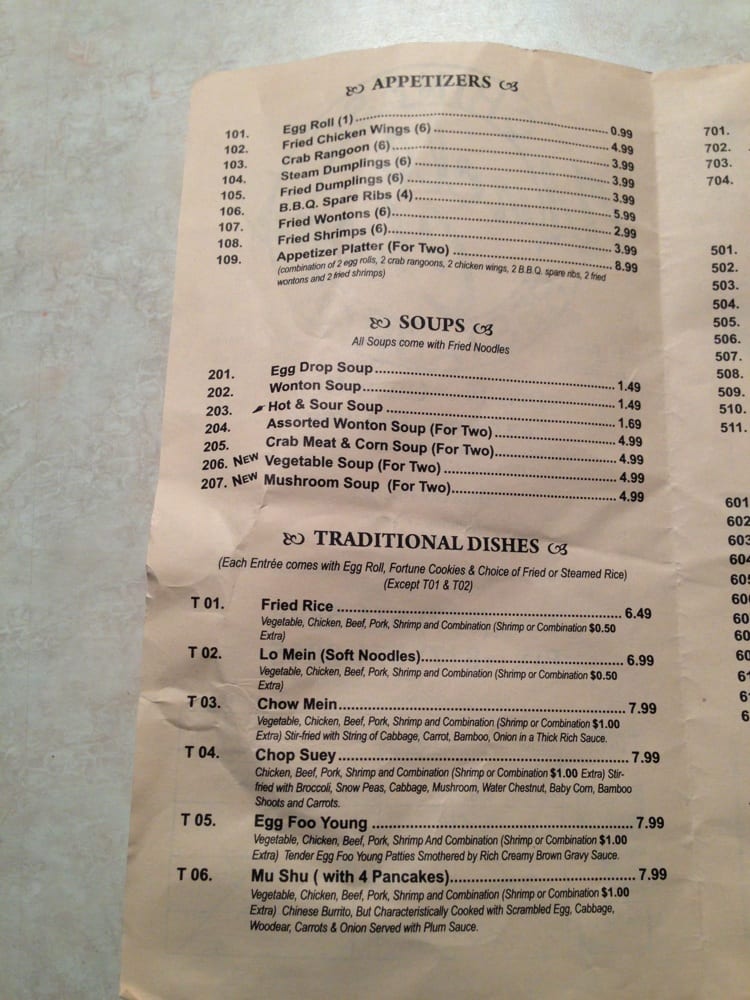 APPETIZERS
101. Egg Roll (1) 0.99
102. Fried Chicken Wings (6) 4.99
103. Crab Rangoon (6) 3.99
104. Steam Dumplings (6) 3.99
105. Fried Dumplings (6) 3.99
106. B.B.Q. Spare Ribs (4) 5.99
107. Fried Wontons (6) 2.99
108. Fried Shrimps (6) 3.99
109. Appetizer Platter (For Two) 8.99
(combination of 2 egg rolls, 2 crab rangoons, 2 chicken wings, 2 B.B.Q. spare ribs, 2 fried
wontons and 2 fried shrimps)
SOUPS
All Soups come with Fried Noodles
201. Egg Drop Soup 1.49
202. Wonton Soup 1.49
203. Hot & Sour Soup 1.69
204. Assorted Wonton Soup (For Two) 4.99
205. Crab Meat & Corn Soup (For Two) 4.99
206. NEW Vegetable Soup (For Two) 4.99
207. NEW Mushroom Soup (For Two) 4.99
TRADITIONAL DISHES
(Each Entrée comes with Egg Roll, Fortune Cookies & Choice of Fried or Steamed Rice)
(Except T01 & T02)
T 01. Fried Rice 6.49
Vegetable, Chicken, Beef, Pork, Shrimp and Combination (Shrimp or Combination $0.50
Extra)
T 02. Lo Mein (Soft Noodles) 6.99
Vegetable, Chicken, Beef, Pork, Shrimp and Combination (Shrimp or Combination $0.50
Extra)
T 03. Chow Mein 7.99
Vegetable, Chicken, Beef, Pork, Shrimp and Combination (Shrimp or Combination $1.00
Extra) Stir-fried with String of Cabbage, Carrot, Bamboo, Onion in a Thick Rich Sauce.
T 04. Chop Suey 7.99
Chicken, Beef, Pork, Shrimp and Combination (Shrimp or Combination $1.00 Extra) Stir-
fried with Broccoli, Snow Peas, Cabbage, Mushroom, Water Chestnut, Baby Corn, Bamboo
Shoots and Carrots.
T 05. Egg Foo Young 7.99
Vegetable, Chicken, Beef, Pork, Shrimp And Combination (Shrimp or Combination $1.00
Extra) Tender Egg Foo Young Patties Smothered by Rich Creamy Brown Gravy Sauce.
T 06. Mu Shu ( with 4 Pancakes) 7.99
Vegetable, Chicken, Beef, Pork, Shrimp and Combination (Shrimp or Combination $1.00
Extra) Chinese Burrito, But Characteristically Cooked with Scrambled Egg, Cabbage,
Woodear, Carrots & Onion Served with Plum Sauce.
701.
702.
703.
704.
501.
502.
503.
504.
505.
506.
507.
508.
509.
510.
511.
601
602
603
604